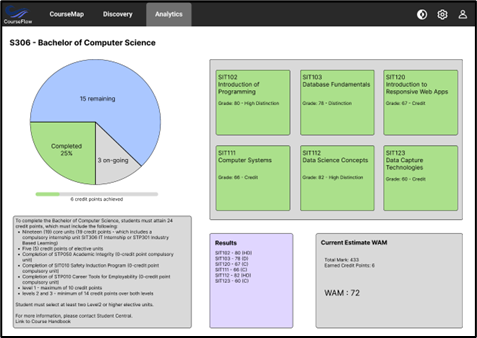 CourseFlow
CourseMap
Discovery
Analytics
S306 - Bachelor of Computer Science
15 remaining
Completed
25%
3 on-going
6 credit points achieved
SIT102
Introduction of
Programming
Grade: 80 - High Distinction
SIT103
Database Fundamentals
Grade: 78 - Distinction
SIT120
Introduction to
Responsive Web Apps
Grade: 67 - Credit
SIT111
Computer Systems
Grade: 66 - Credit
SIT112
Data Science Concepts
Grade: 82 - High Distinction
SIT123
Data Capture
Technologies
Grade: 60 - Credit
To complete the Bachelor of Computer Science, students must attain 24
credit points, which must include the following:
• Nineteen (19) core units (19 credit points - which includes a
compulsory internship unit SIT306 IT Internship or STP301 Industry
Based Learning)
• Five (5) credit points of elective units
• Completion of STP050 Academic Integrity (0-credit point compulsory
unit)
• Completion of SIT010 Safety Induction Program (0-credit point
compulsory unit)
• Completion of STP010 Career Tools for Employability (0-credit point
compulsory unit)
• level 1 - maximum of 10 credit points
• levels 2 and 3 - minimum of 14 credit points over both levels
Student must select at least two Level2 or higher elective units.
For more information, please contact Student Central.
Link to Course Handbook
Results
SIT102 - 80 (HD)
SIT103 - 78 (D)
SIT120 - 67 (C)
SIT111 - 66 (C)
SIT112 - 82 (HD)
SIT123 - 60 (C)
Current Estimate WAM
Total Mark: 433
Earned Credit Points: 6
WAM : 72